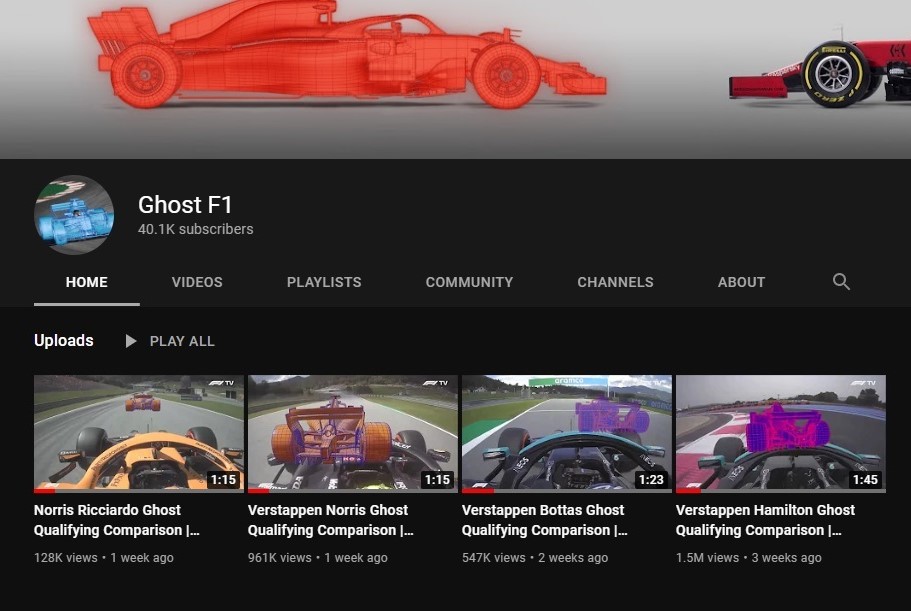 PIRELLI
P ZERO
Ghost F1
40.1K subscribers
HOME VIDEOS PLAYLISTS COMMUNITY CHANNELS ABOUT
Uploads PLAY ALL
F1 TV F1 TV aramco F1 TV
INEOS INEOS
1:15 1:15 1:23 1:45
Norris Ricciardo Ghost
Qualifying Comparison |...
128K views • 1 week ago
Verstappen Norris Ghost
Qualifying Comparison |...
961K views • 1 week ago
Verstappen Bottas Ghost
Qualifying Comparison |...
547K views • 2 weeks ago
Verstappen Hamilton Ghost
Qualifying Comparison |...
1.5M views • 3 weeks ago